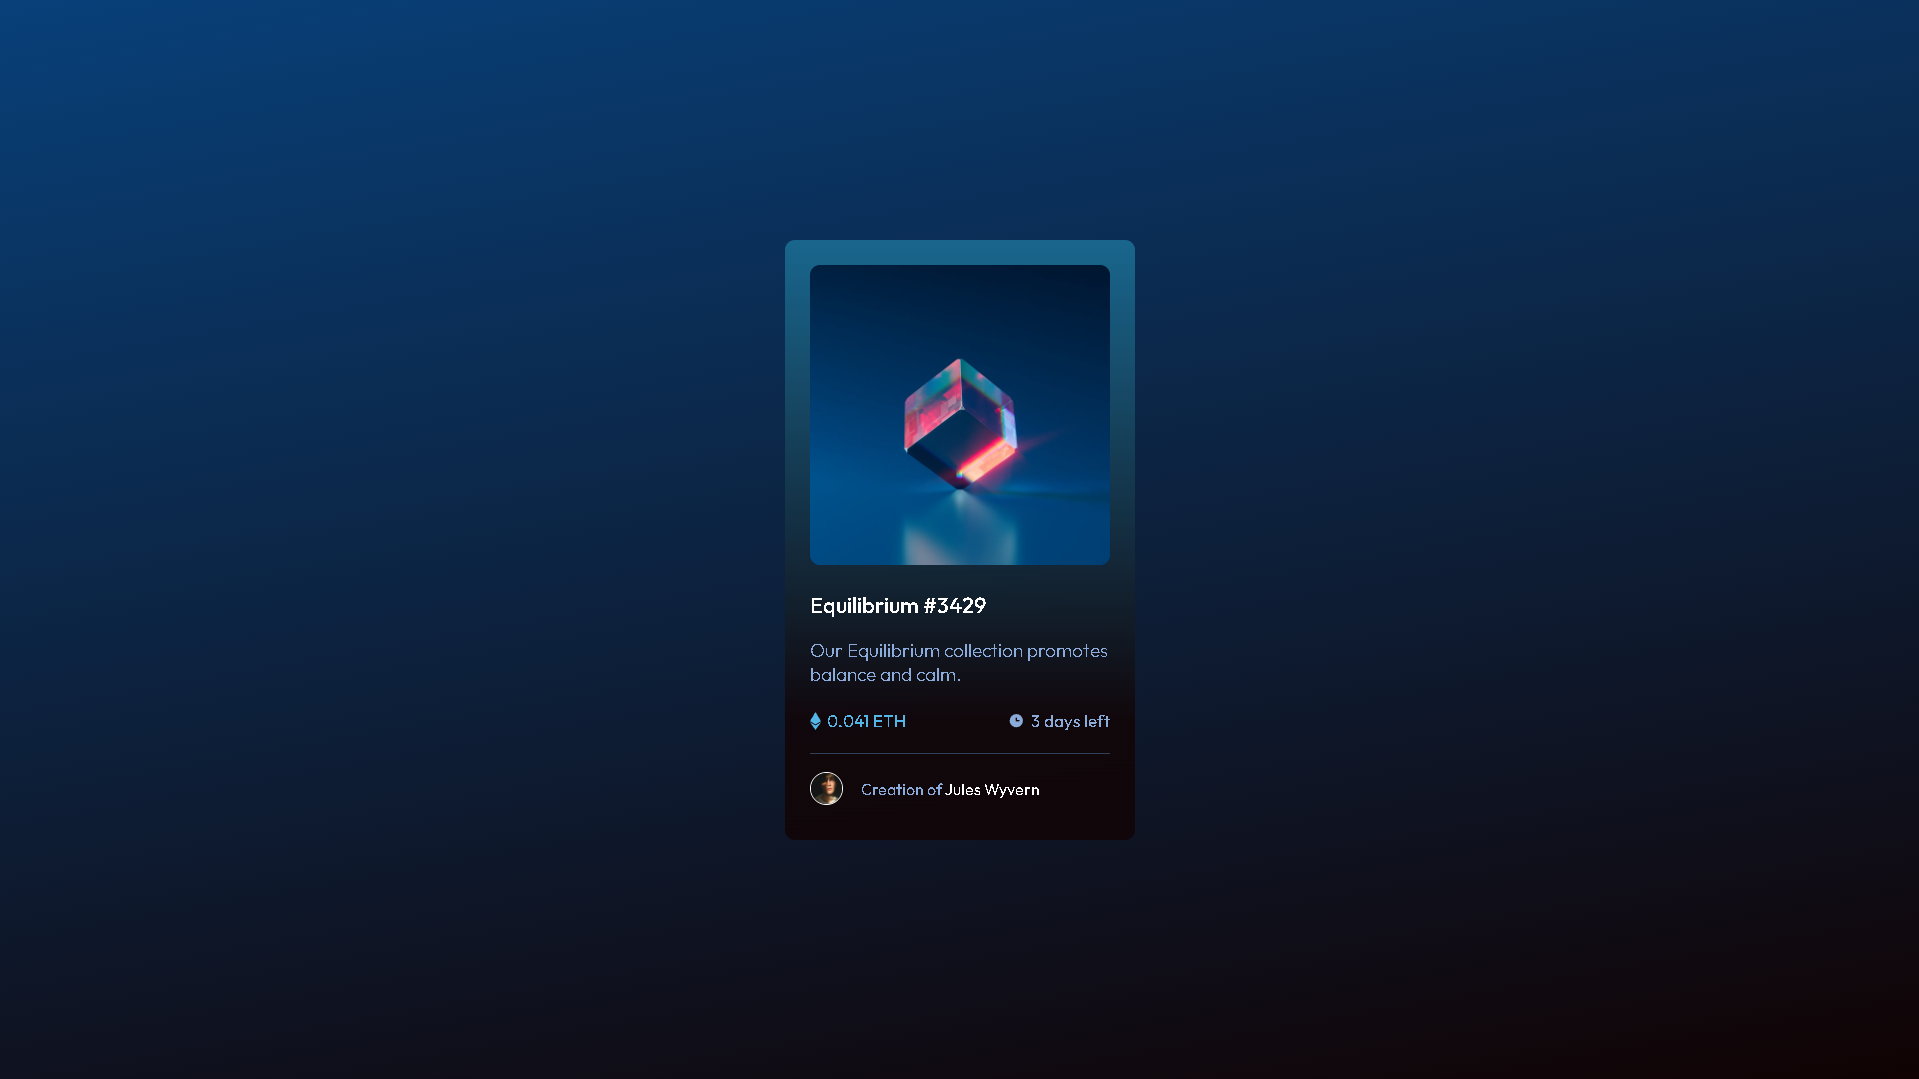 Equilibrium #3429
Our Equilibrium collection promotes
balance and calm.
0.041 ETH
3 days left
Creation of Jules Wyvern